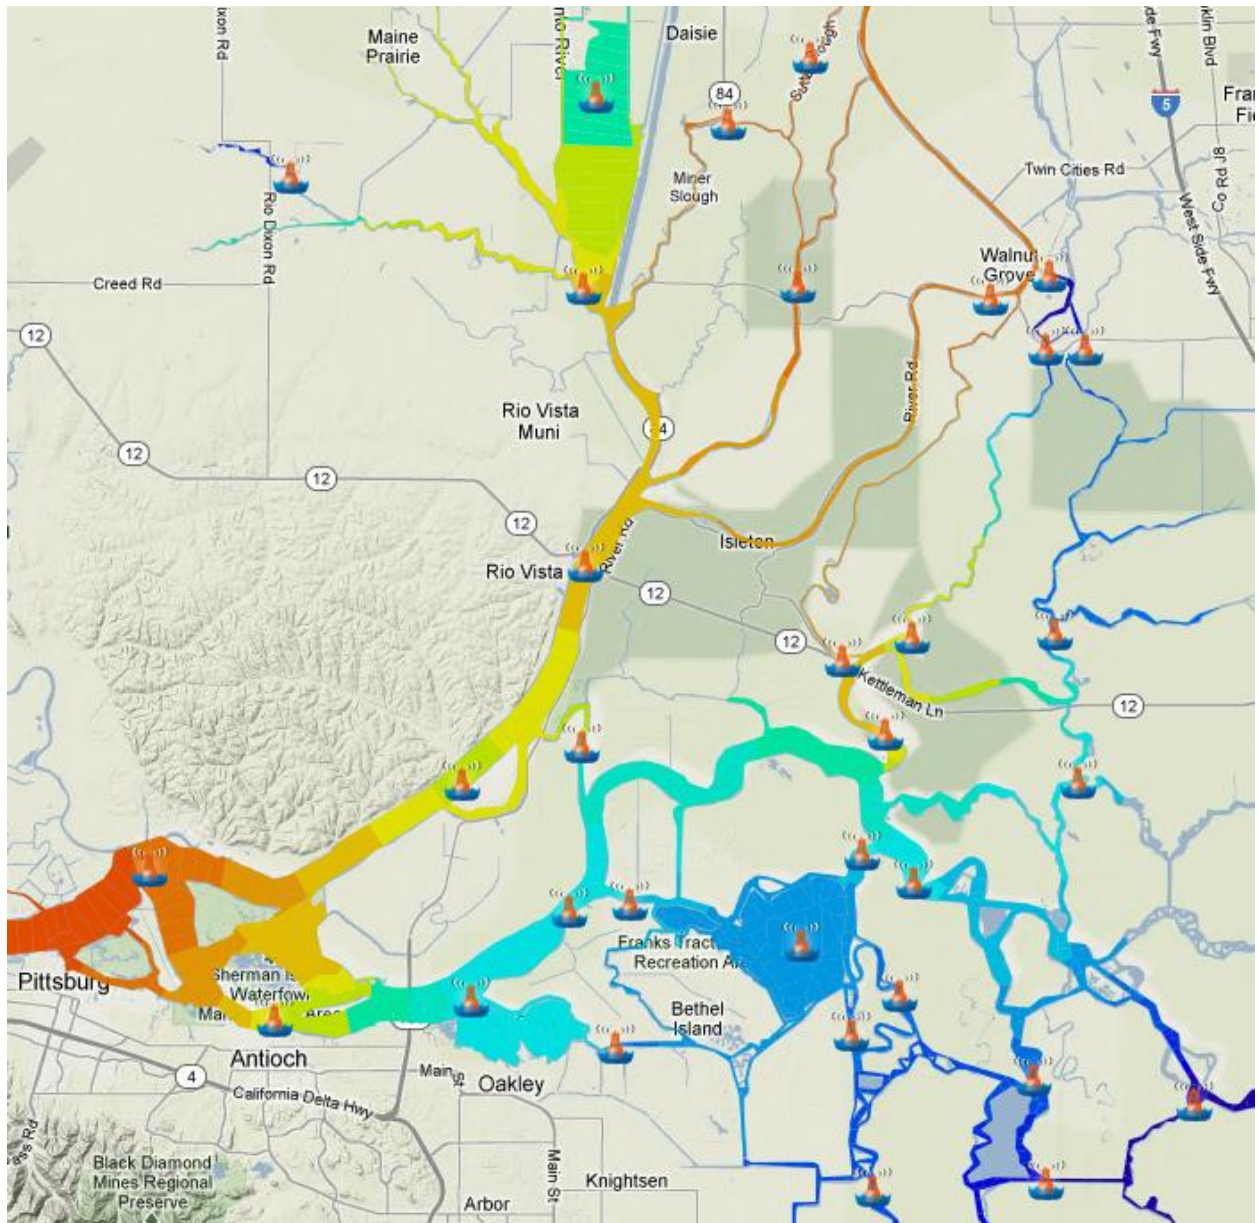 Maine
Prairie
Daisie
84
5
Miner
Slough
Twin Cities Rd
Co Rd J8
West Side Fwy
Rio Dixon Rd
Creed Rd
Walnut
Grove
12
River Rd
Rio Vista
Muni
12
12
12
Isleton
River Rd
Rio Vista
12
12
Kettleman Ln
12
Pittsburg
Sherman Is
Waterfowl
Franks Tract
Recreation Area
Bethel
Island
Antioch
Main St
Oakley
4
California Delta Hwy
Black Diamond
Mines Regional
Preserve
Main St
Knightsen
Arbor